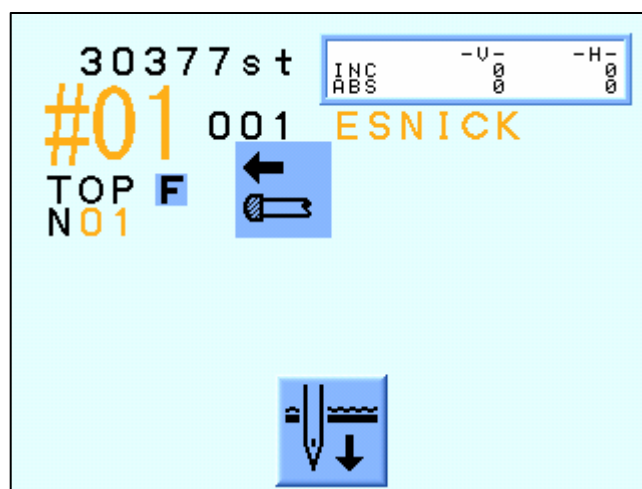 30377st
-V- -H-
INC 0 0
ABS 0 0
#01 001 ESNICK
TOP F
N01